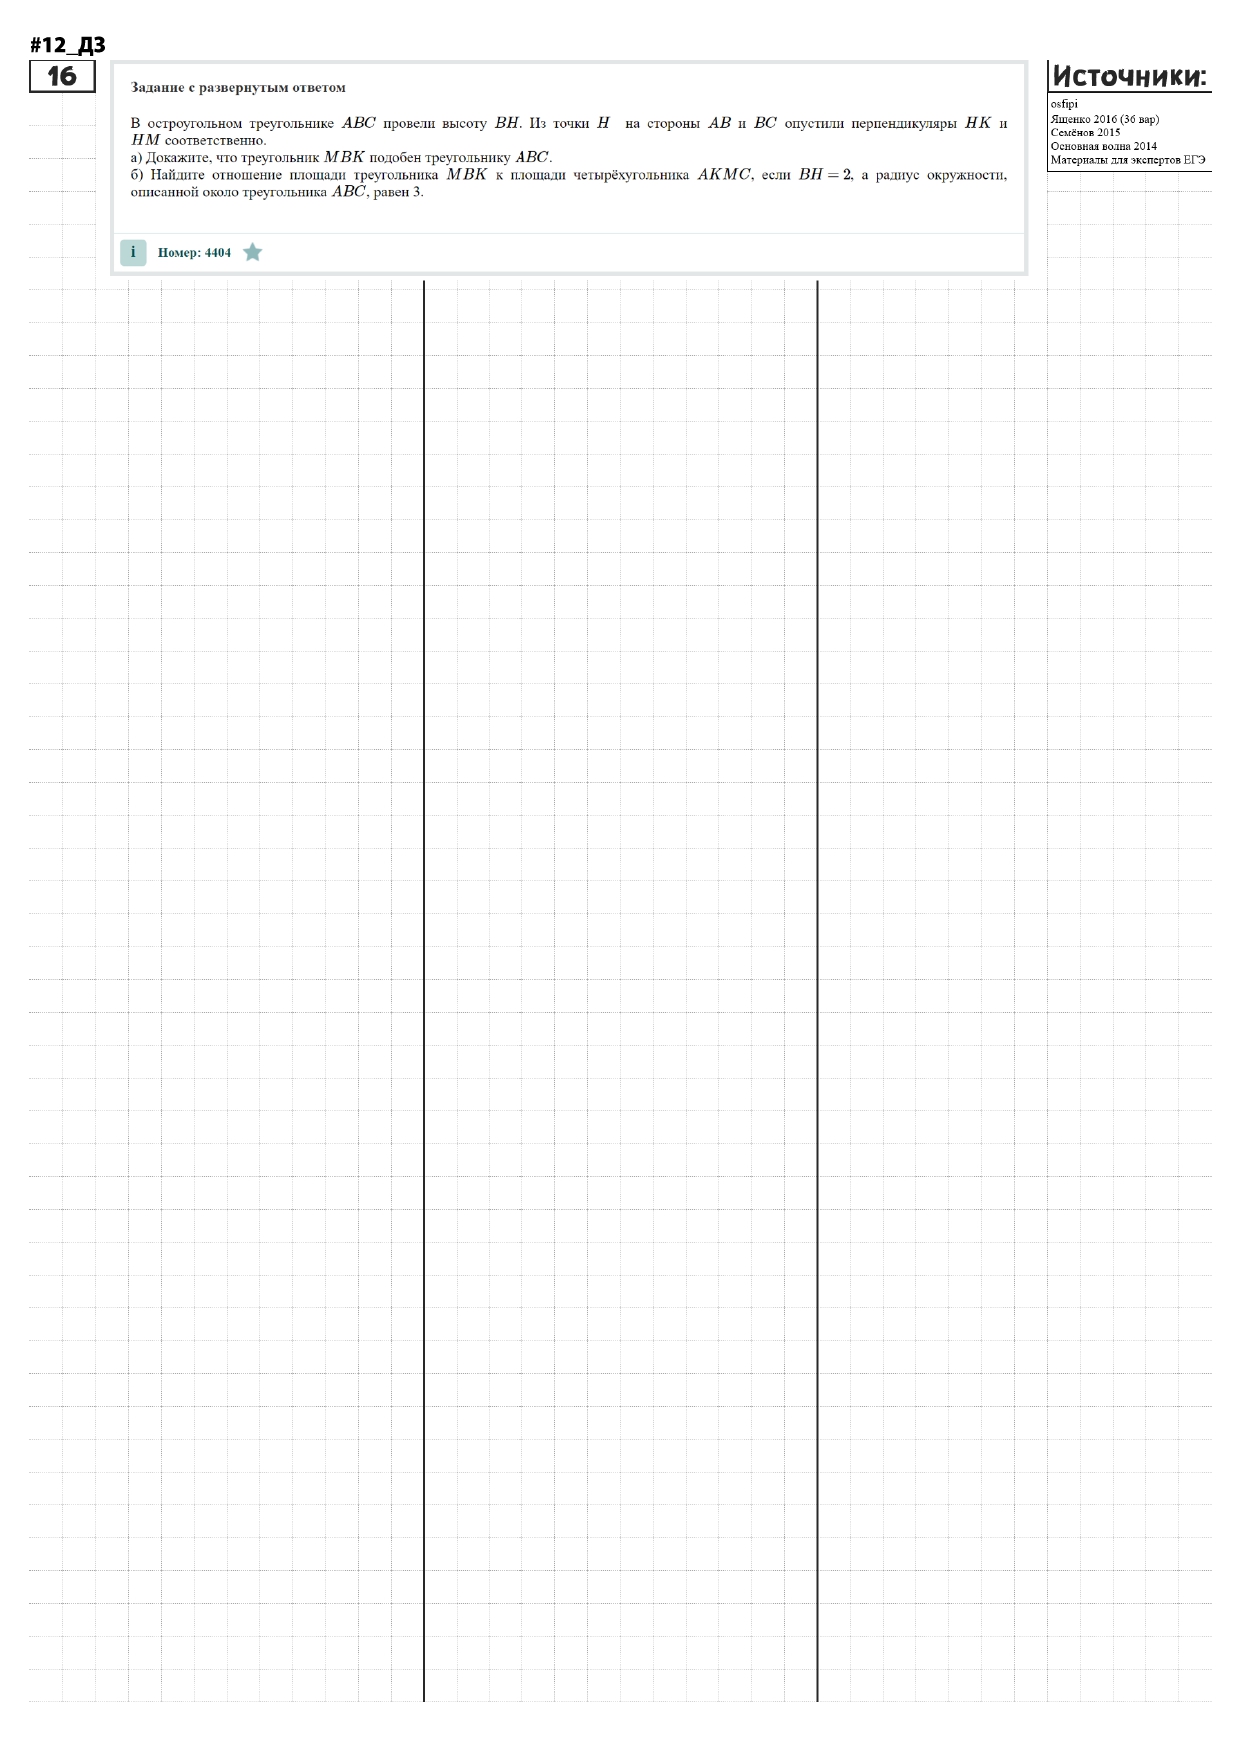 #12_ДЗ
16
Задание с развернутым ответом
В остроугольном треугольнике ABC провели высоту BH. Из точки H на стороны AB и BC опустили перпендикуляры HK и
HM соответственно.
а) Докажите, что треугольник MBK подобен треугольнику ABC.
б) Найдите отношение площади треугольника MBK к площади четырёхугольника AKMC, если BH = 2, а радиус окружности,
описанной около треугольника ABC, равен 3.
i Номер: 4404
Источники:
osfipi
Ященко 2016 (36 вар)
Семёнов 2015
Основная волна 2014
Материалы для экспертов ЕГЭ